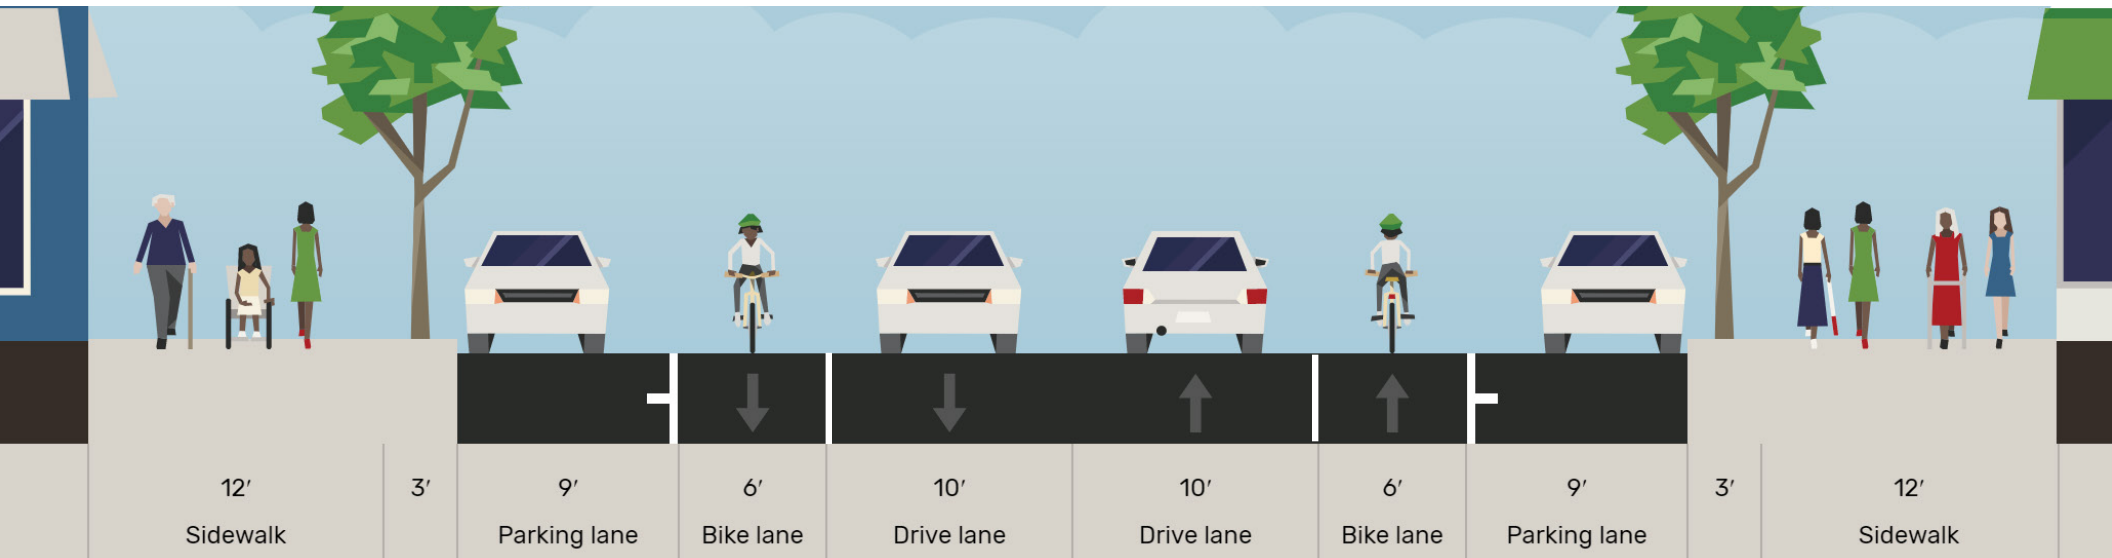 12′ 3′ 9′ 6′ 10′ 10′ 6′ 9′ 3′ 12′
Sidewalk Parking lane Bike lane Drive lane Drive lane Bike lane Parking lane Sidewalk